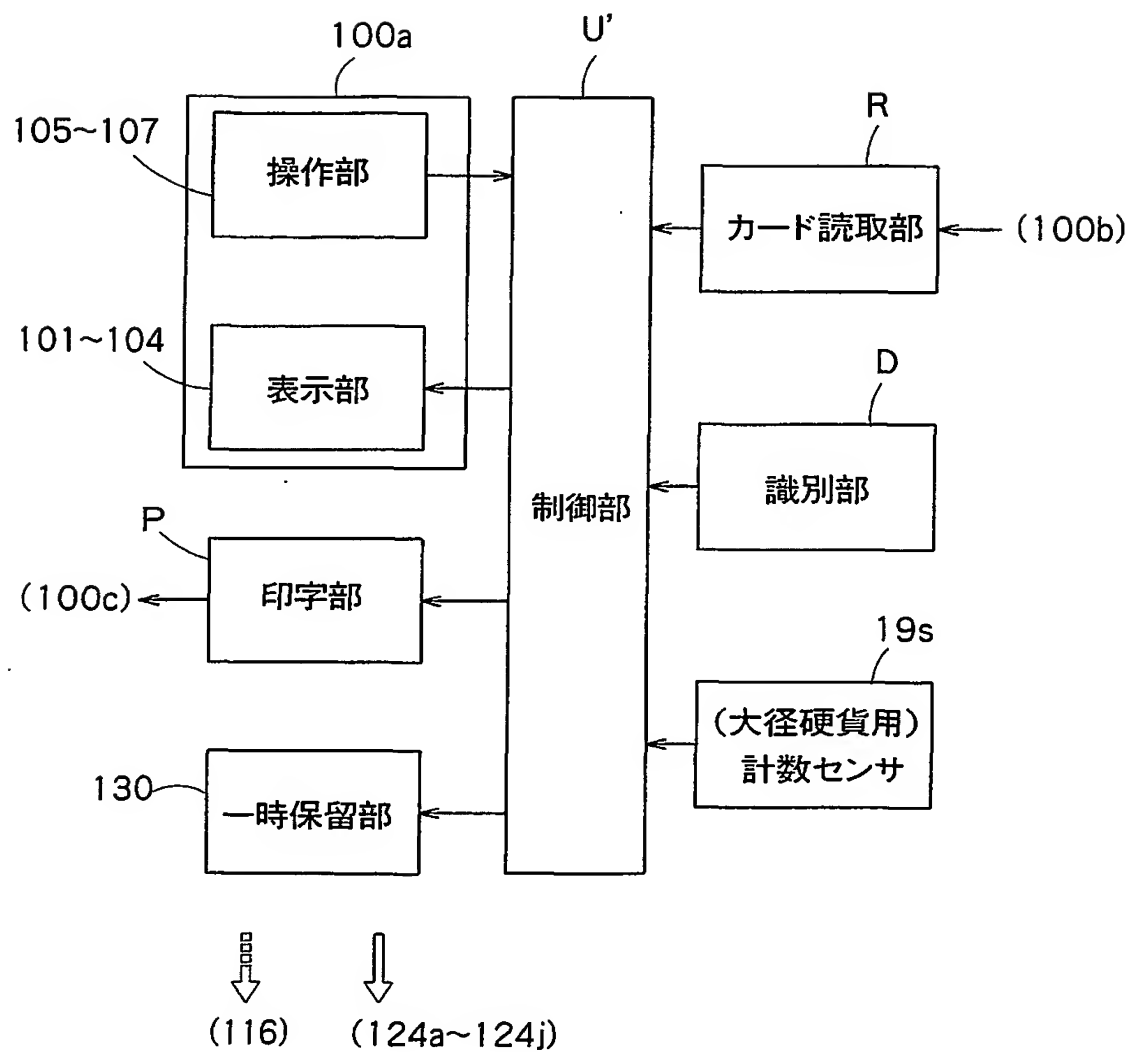 100a
U'
105~107
操作部
R
カード読取部
(100b)
101~104
表示部
D
識別部
制御部
P
印字部
(100c)
19s
(大径硬貨用)
計数センサ
130
一時保留部
(116)
(124a~124j)